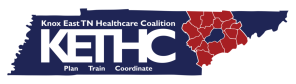 Knox East TN Healthcare Coalition
KETHC
Plan Train Coordinate